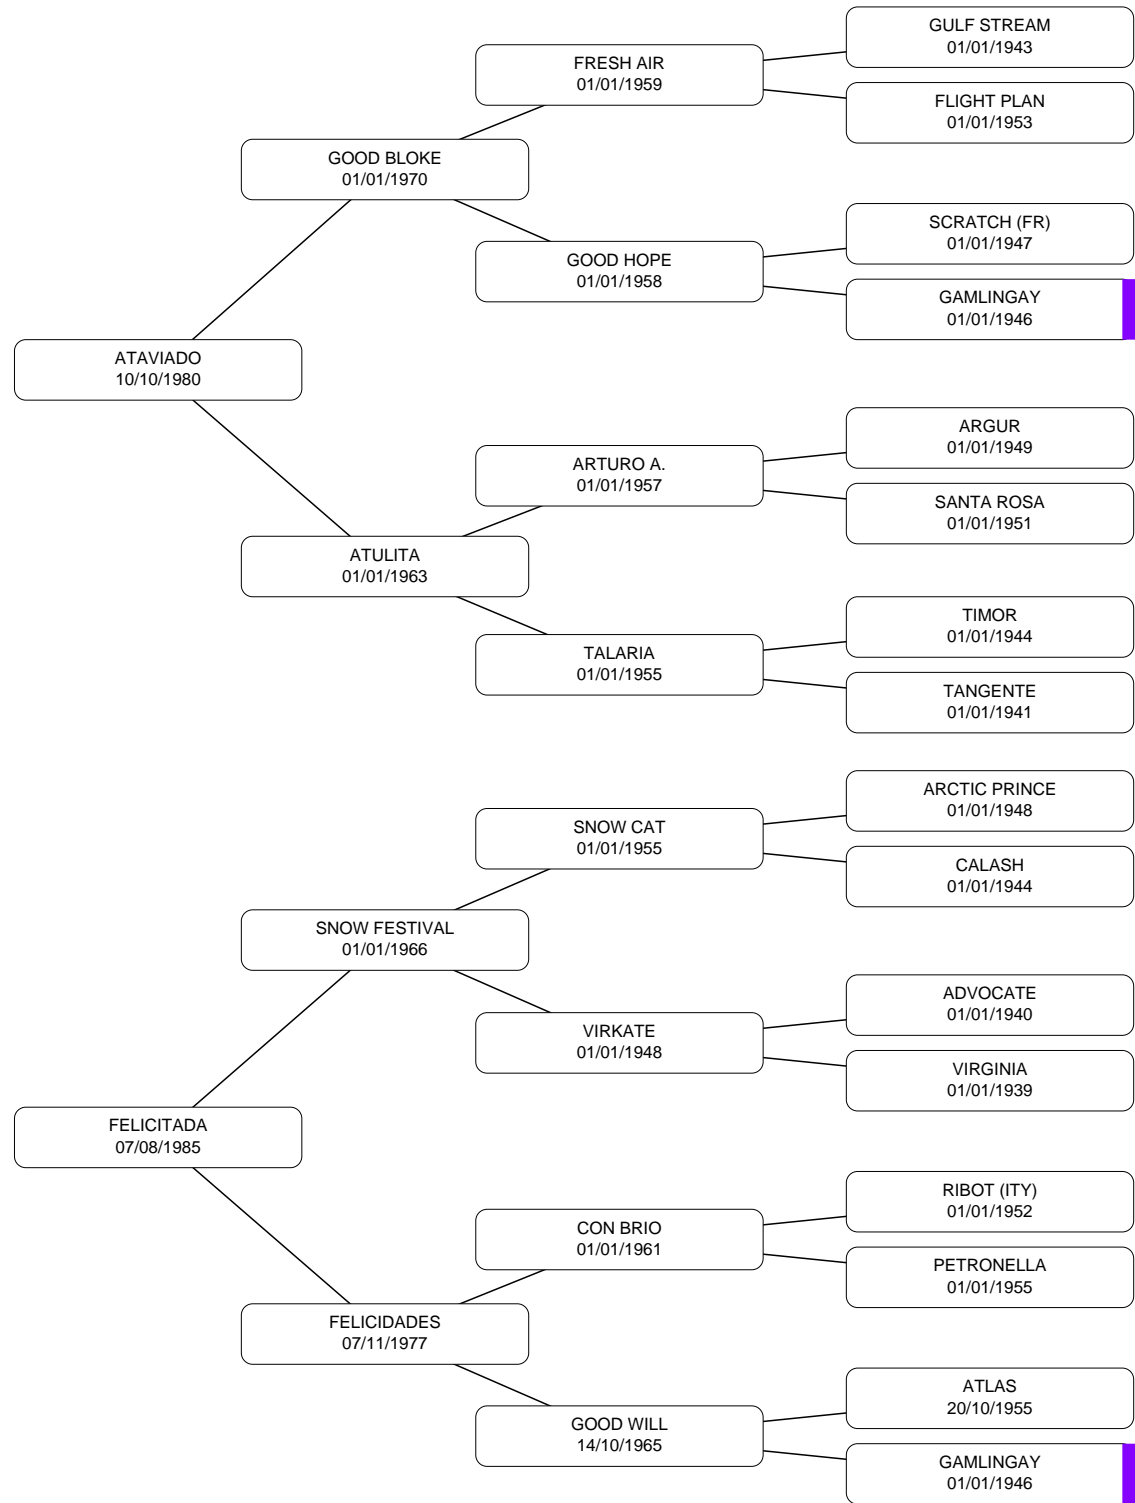 GULF STREAM
01/01/1943
FRESH AIR
01/01/1959
FLIGHT PLAN
01/01/1953
GOOD BLOKE
01/01/1970
SCRATCH (FR)
01/01/1947
GOOD HOPE
01/01/1958
GAMLINGAY
01/01/1946
ATAVIADO
10/10/1980
ARGUR
01/01/1949
ARTURO A.
01/01/1957
SANTA ROSA
01/01/1951
ATULITA
01/01/1963
TIMOR
01/01/1944
TALARIA
01/01/1955
TANGENTE
01/01/1941
ARCTIC PRINCE
01/01/1948
SNOW CAT
01/01/1955
CALASH
01/01/1944
SNOW FESTIVAL
01/01/1966
ADVOCATE
01/01/1940
VIRKATE
01/01/1948
VIRGINIA
01/01/1939
FELICITADA
07/08/1985
RIBOT (ITY)
01/01/1952
CON BRIO
01/01/1961
PETRONELLA
01/01/1955
FELICIDADES
07/11/1977
ATLAS
20/10/1955
GOOD WILL
14/10/1965
GAMLINGAY
01/01/1946